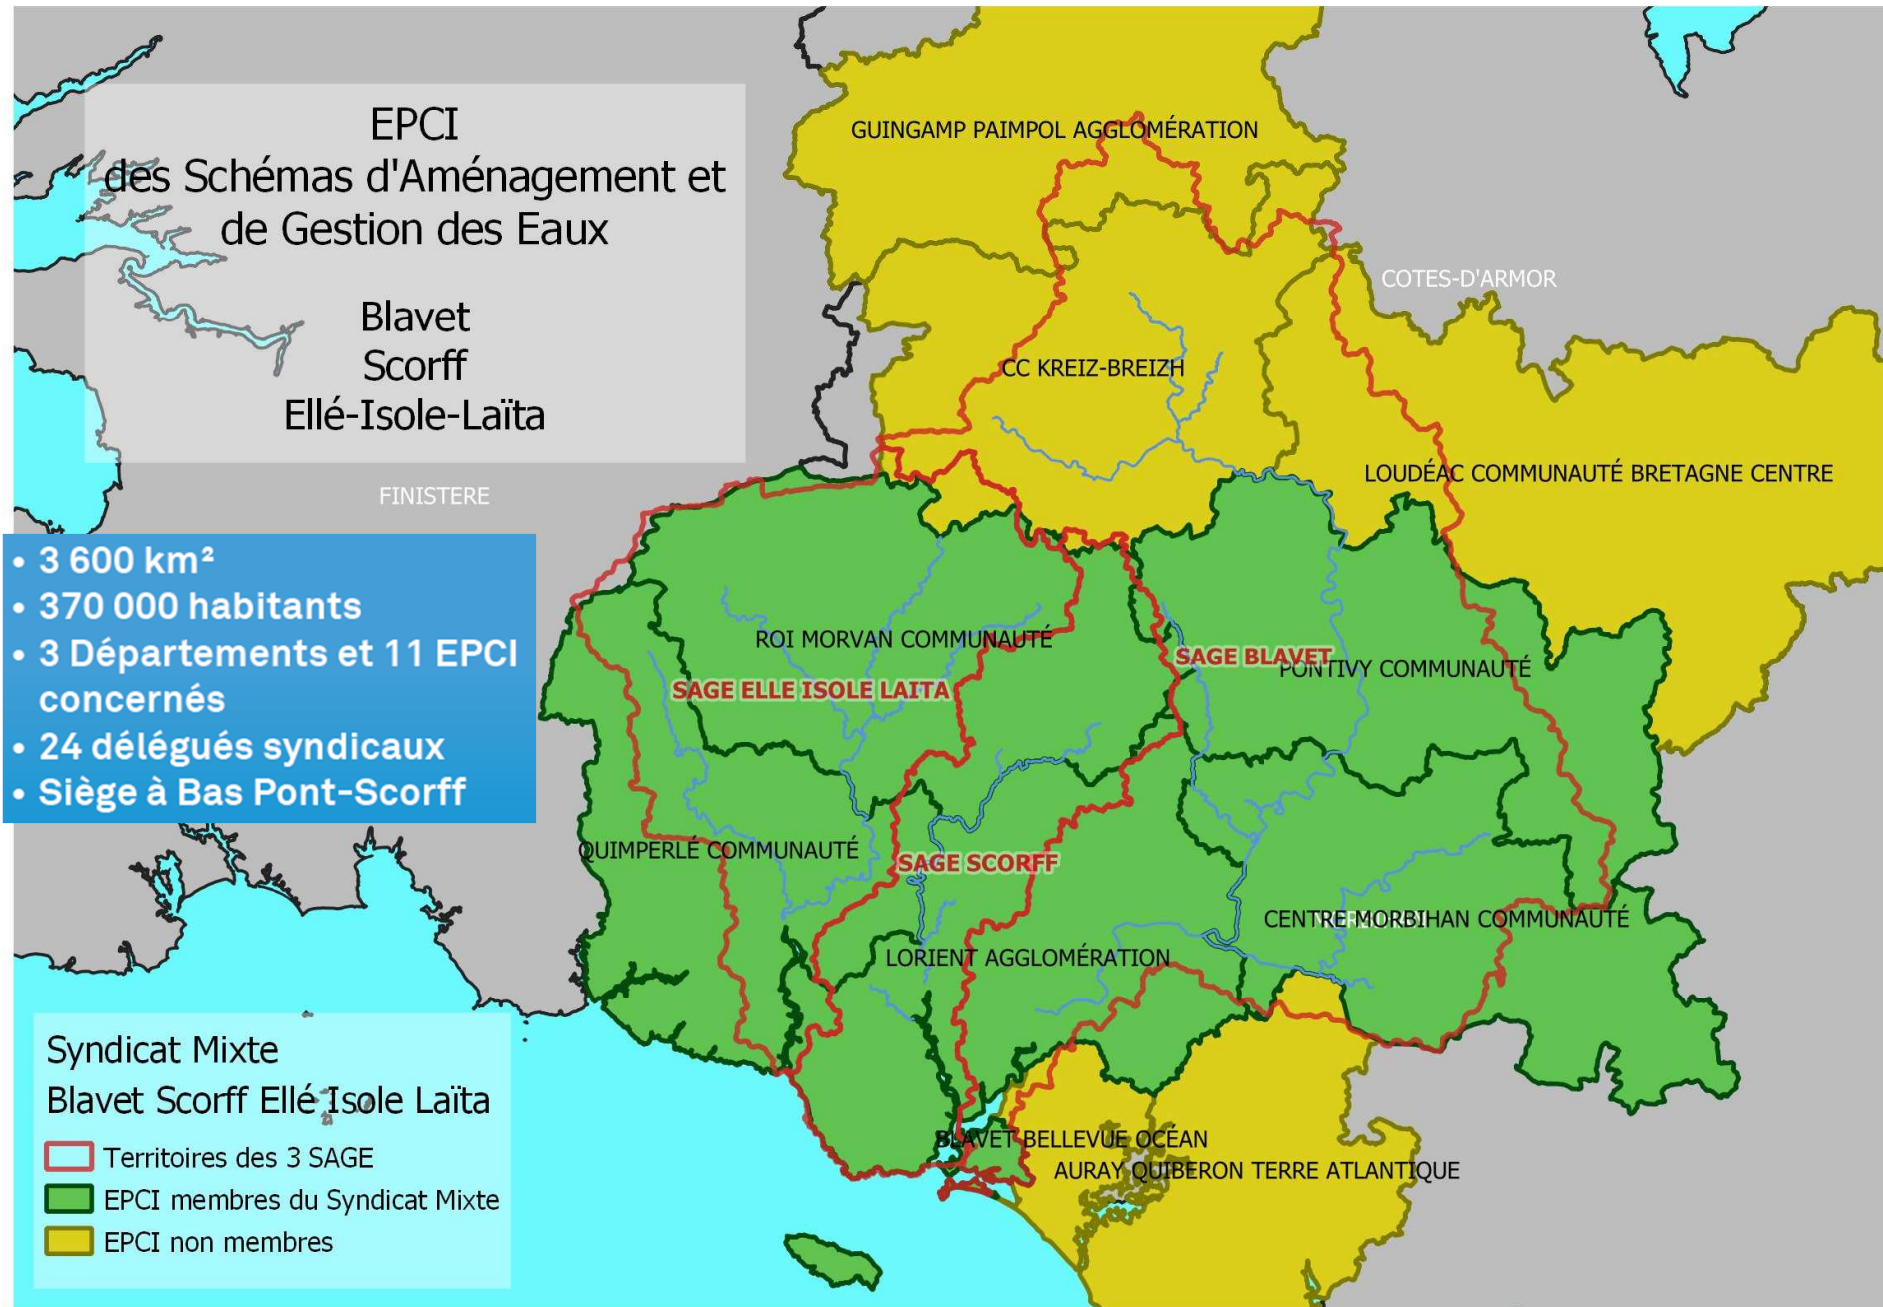 EPCI
des Schémas d'Aménagement et
de Gestion des Eaux
Blavet
Scorff
Ellé-Isole-Laïta
GUINGAMP PAIMPOL AGGLOMÉRATION
COTES-D'ARMOR
CC KREIZ-BREIZH
LOUDÉAC COMMUNAUTÉ BRETAGNE CENTRE
FINISTERE
• 3 600 km²
• 370 000 habitants
• 3 Départements et 11 EPCI
concernés
• 24 délégués syndicaux
• Siège à Bas Pont-Scorff
ROI MORVAN COMMUNAUTÉ
SAGE BLAVET
PONTIVY COMMUNAUTÉ
SAGE ELLE ISOLE LAITA
QUIMPERLÉ COMMUNAUTÉ
SAGE SCORFF
CENTRE MORBIHAN COMMUNAUTÉ
LORIENT AGGLOMÉRATION
BLAVET BELLEVUE OCÉAN
AURAY QUIBERON TERRE ATLANTIQUE
Syndicat Mixte
Blavet Scorff Ellé Isole Laïta
Territoires des 3 SAGE
EPCI membres du Syndicat Mixte
EPCI non membres